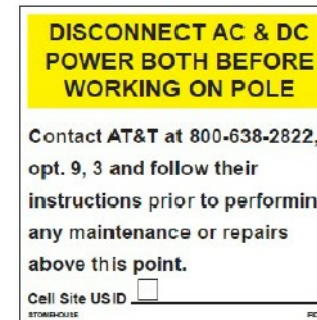 DISCONNECT AC & DC
POWER BOTH BEFORE
WORKING ON POLE
Contact AT&T at 800-638-2822,
opt. 9, 3 and follow their
instructions prior to performin
any maintenance or repairs
above this point.
Cell Site USID
STONEHOUSE